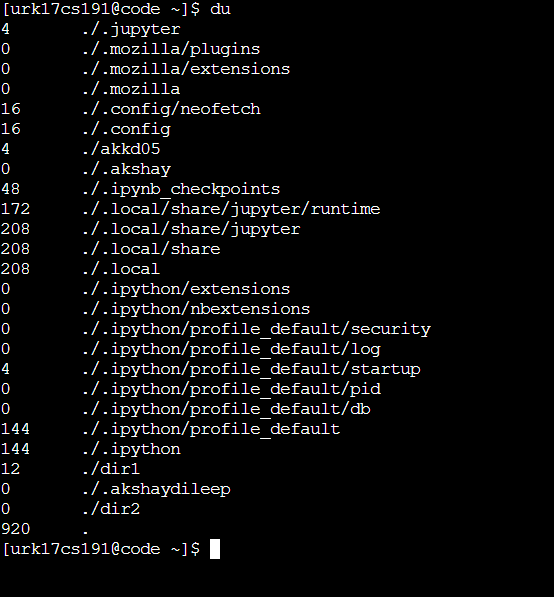 [urk17cs191@code ~]$ du
4       ./.jupyter
0       ./.mozilla/plugins
0       ./.mozilla/extensions
0       ./.mozilla
16      ./.config/neofetch
16      ./.config
4       ./akkd05
0       ./.akshay
48      ./.ipynb_checkpoints
172     ./.local/share/jupyter/runtime
208     ./.local/share/jupyter
208     ./.local/share
208     ./.local
0       ./.ipython/extensions
0       ./.ipython/nbextensions
0       ./.ipython/profile_default/security
0       ./.ipython/profile_default/log
4       ./.ipython/profile_default/startup
0       ./.ipython/profile_default/pid
0       ./.ipython/profile_default/db
144     ./.ipython/profile_default
144     ./.ipython
12      ./dir1
0       ./.akshaydileep
0       ./dir2
920     .
[urk17cs191@code ~]$